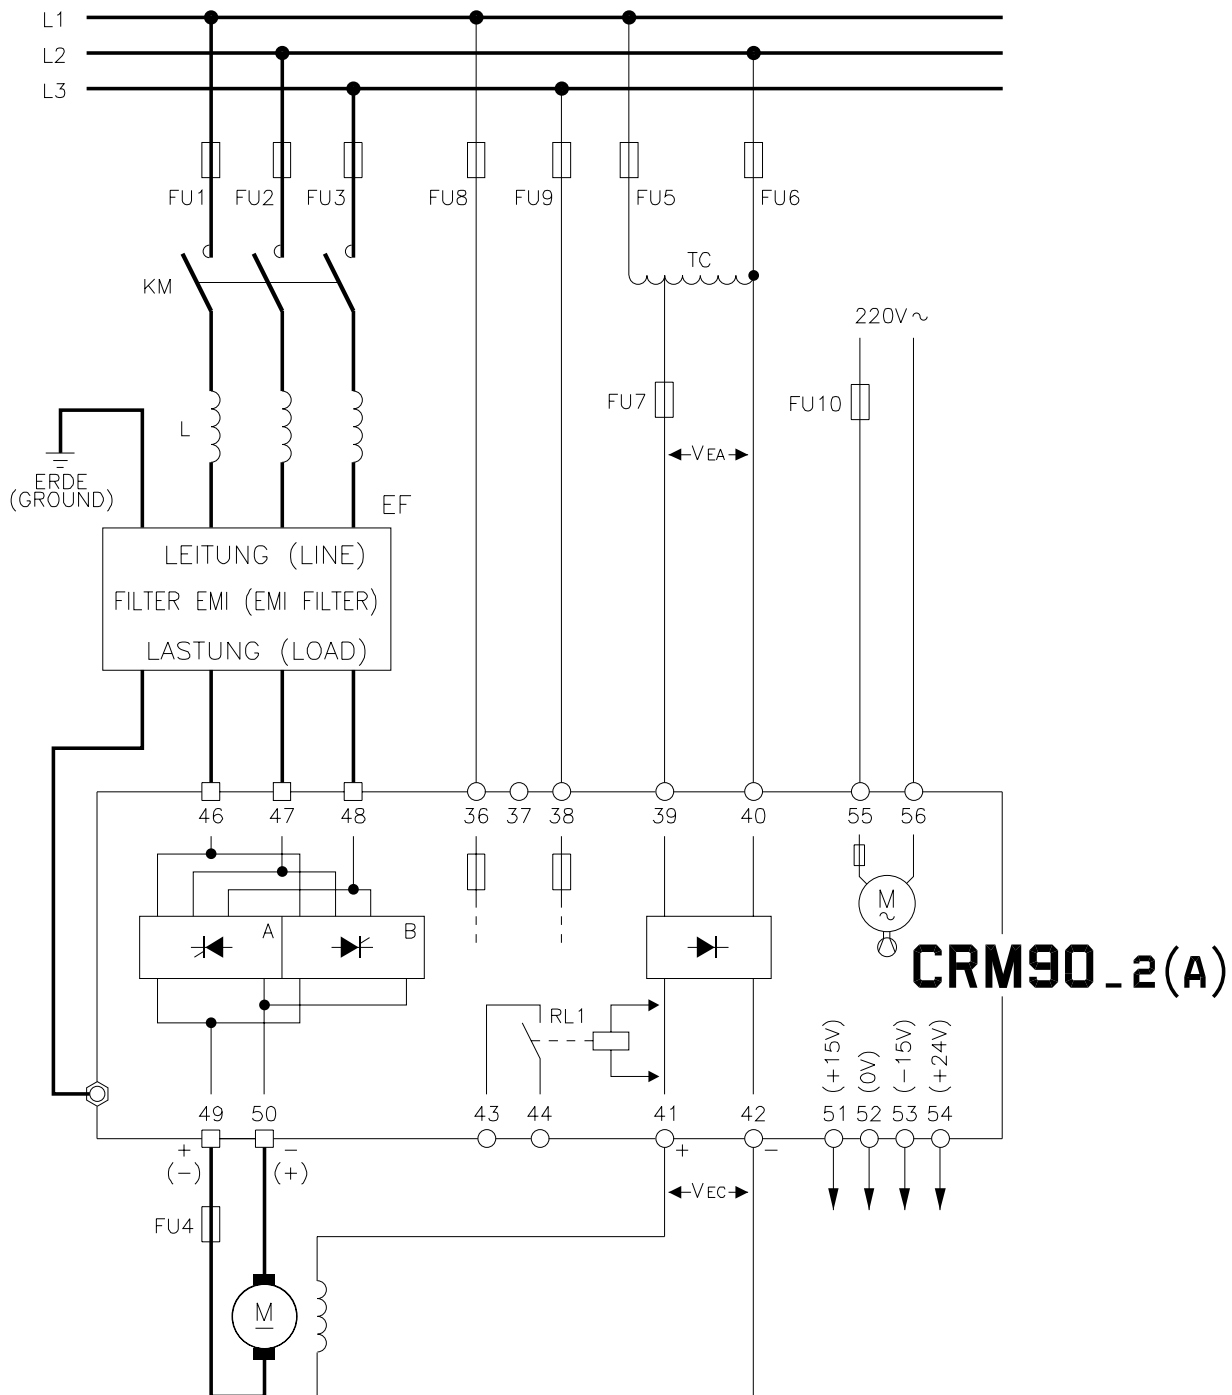 L1
L2
L3
FU1 FU2 FU3 FU8 FU9 FU5 FU6
TC
KM
220V ~
FU7 FU10
L
VEA
ERDE
(GROUND)
EF
LEITUNG (LINE)
FILTER EMI (EMI FILTER)
LASTUNG (LOAD)
46 47 48 36 37 38 39 40 55 56
M
~
A B
CRM90_2(A)
RL1
(+15V) (0V) (-15V) (+24V)
49 50 43 44 41 42 51 52 53 54
+ - + -
(-) (+)
VEC
FU4
M